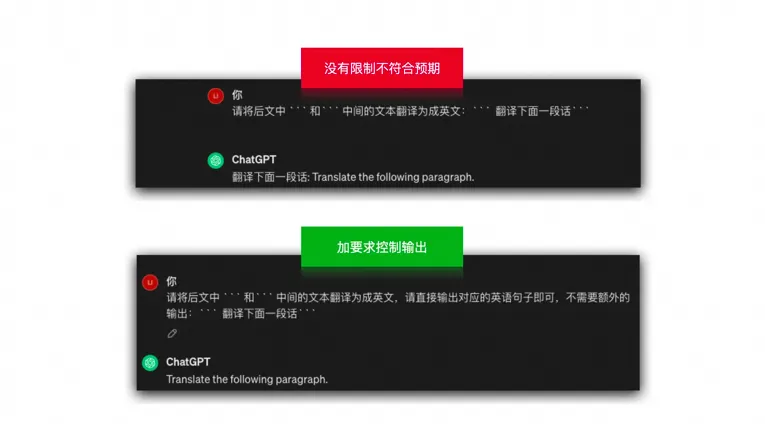 没有限制不符合预期
LI
你
请将后文中 ``` 和 ``` 中间的文本翻译为成英文：``` 翻译下面一段话```
ChatGPT
翻译下面一段话: Translate the following paragraph.
加要求控制输出
LI
你
请将后文中 ``` 和 ``` 中间的文本翻译为成英文，请直接输出对应的英语句子即可，不需要额外的
输出：``` 翻译下面一段话```
ChatGPT
Translate the following paragraph.